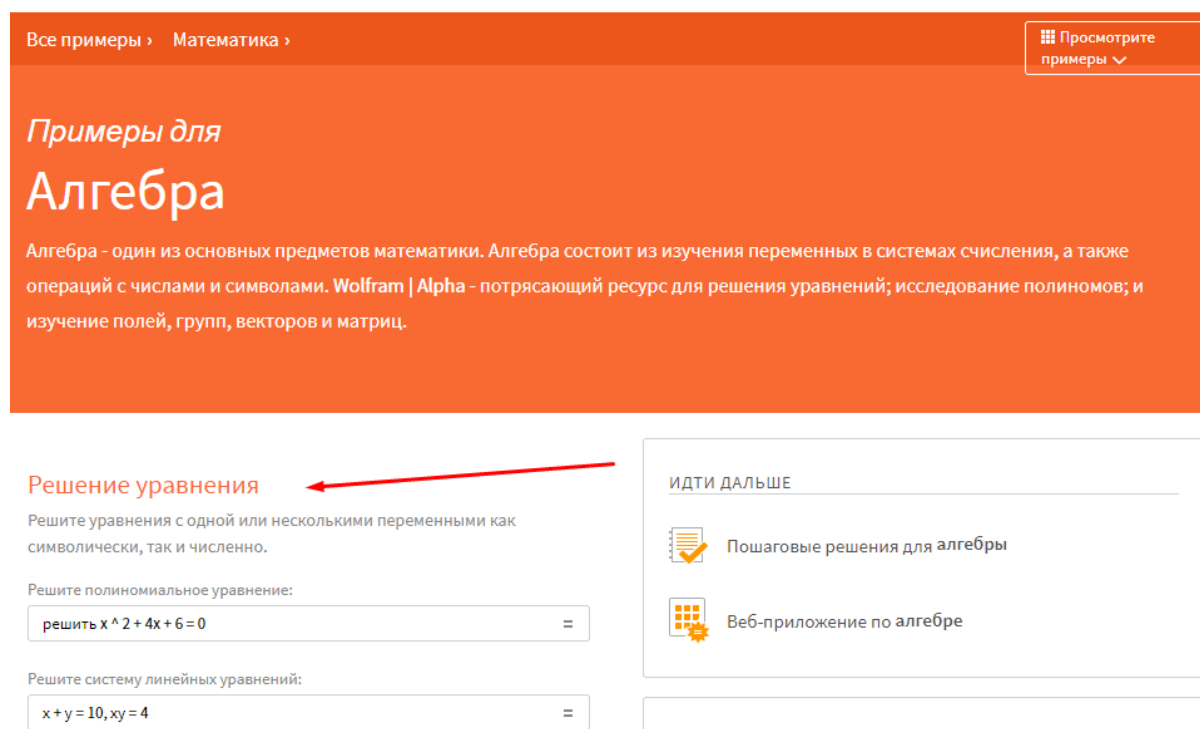 Все примеры › Математика ›
Просмотрите
примеры
Примеры для
Алгебра
Алгебра - один из основных предметов математики. Алгебра состоит из изучения переменных в системах счисления, а также
операций с числами и символами. Wolfram | Alpha - потрясающий ресурс для решения уравнений; исследование полиномов; и
изучение полей, групп, векторов и матриц.
Решение уравнения
Решите уравнения с одной или несколькими переменными как
символически, так и численно.
Решите полиномиальное уравнение:
решить x ^ 2 + 4x + 6 = 0 =
Решите систему линейных уравнений:
x + y = 10, xy = 4 =
ИДТИ ДАЛЬШЕ
Пошаговые решения для алгебры
Веб-приложение по алгебре